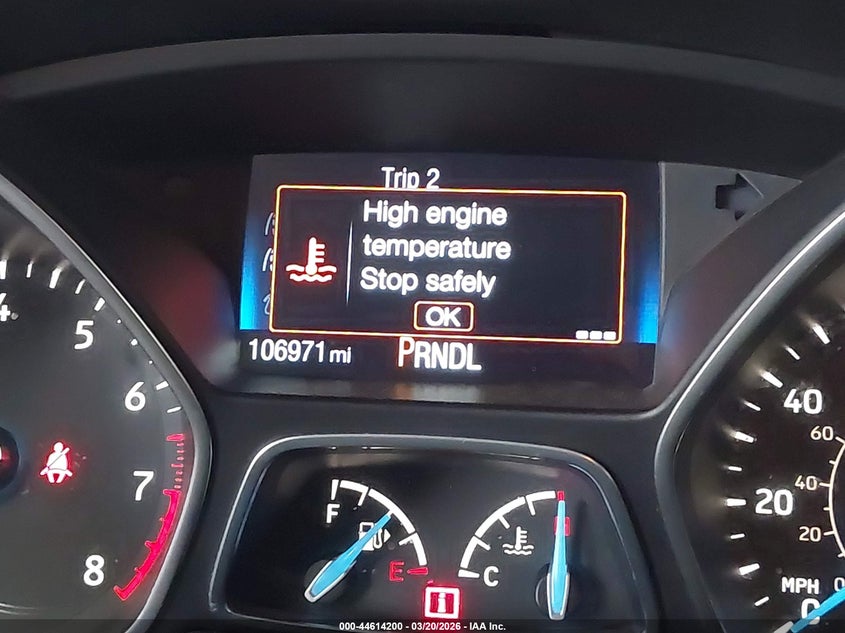 Trip 2
High engine
temperature
Stop safely
OK
106971 mi
PRNDL
4
5
6
7
8
F
E
C
H
40
20
60
40
20
MPH
0
000-44614200 - 03/20/2026 - IAA Inc.